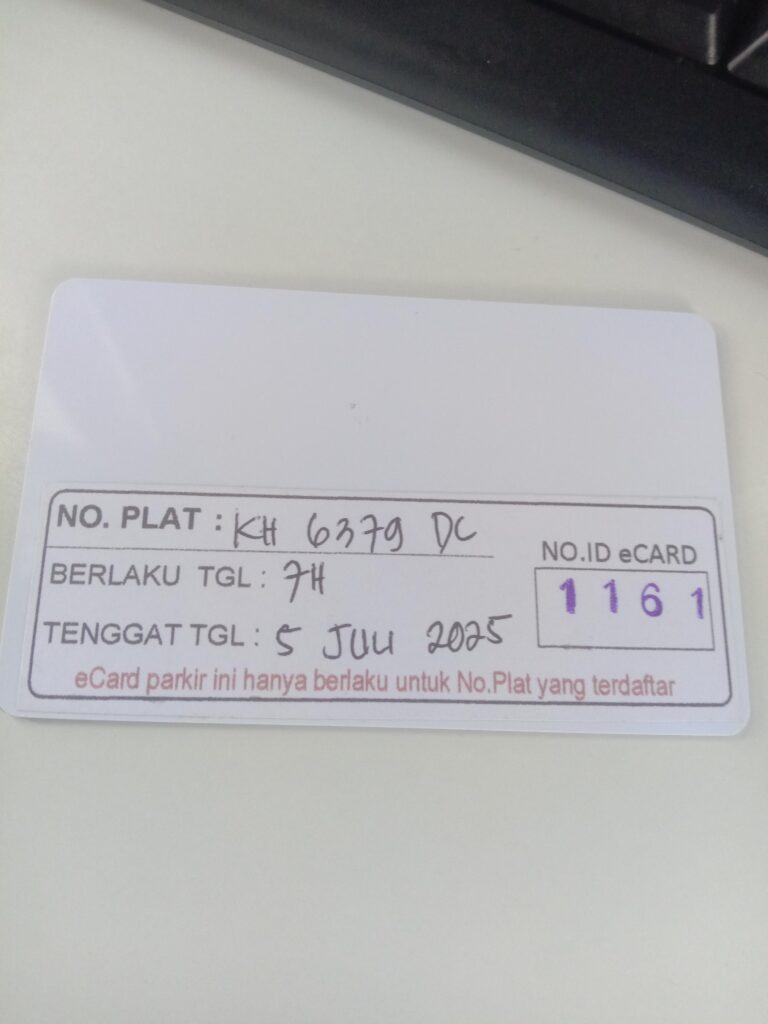 NO. PLAT : KH 6379 DC
BERLAKU TGL : 7H
TENGGAT TGL : 5 JULI 2025
NO.ID eCARD
1161
eCard parkir ini hanya berlaku untuk No.Plat yang terdaftar